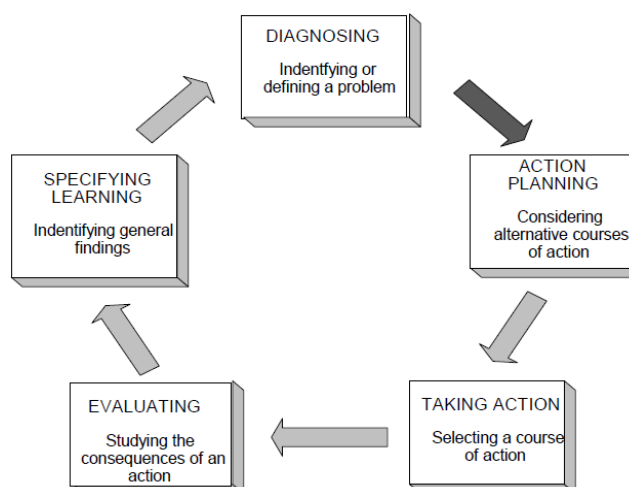 DIAGNOSING
Indentfying or
defining a problem
ACTION
PLANNING
Considering
alternative courses
of action
TAKING ACTION
Selecting a course
of action
EVALUATING
Studying the
consequences of an
action
SPECIFYING
LEARNING
Indentifying general
findings